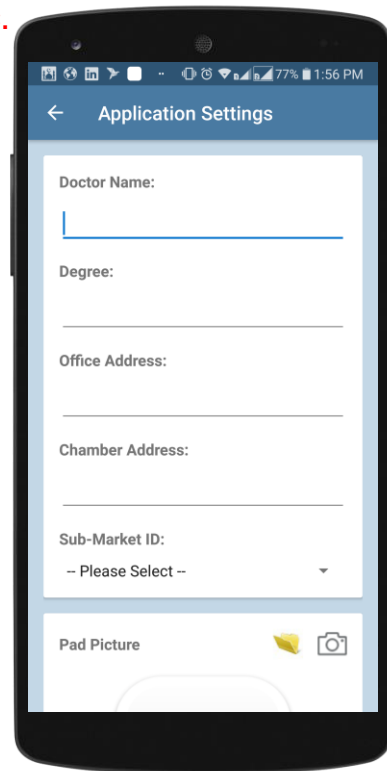 77% 1:56 PM
Application Settings
Doctor Name:
Degree:
Office Address:
Chamber Address:
Sub-Market ID:
-- Please Select --
Pad Picture